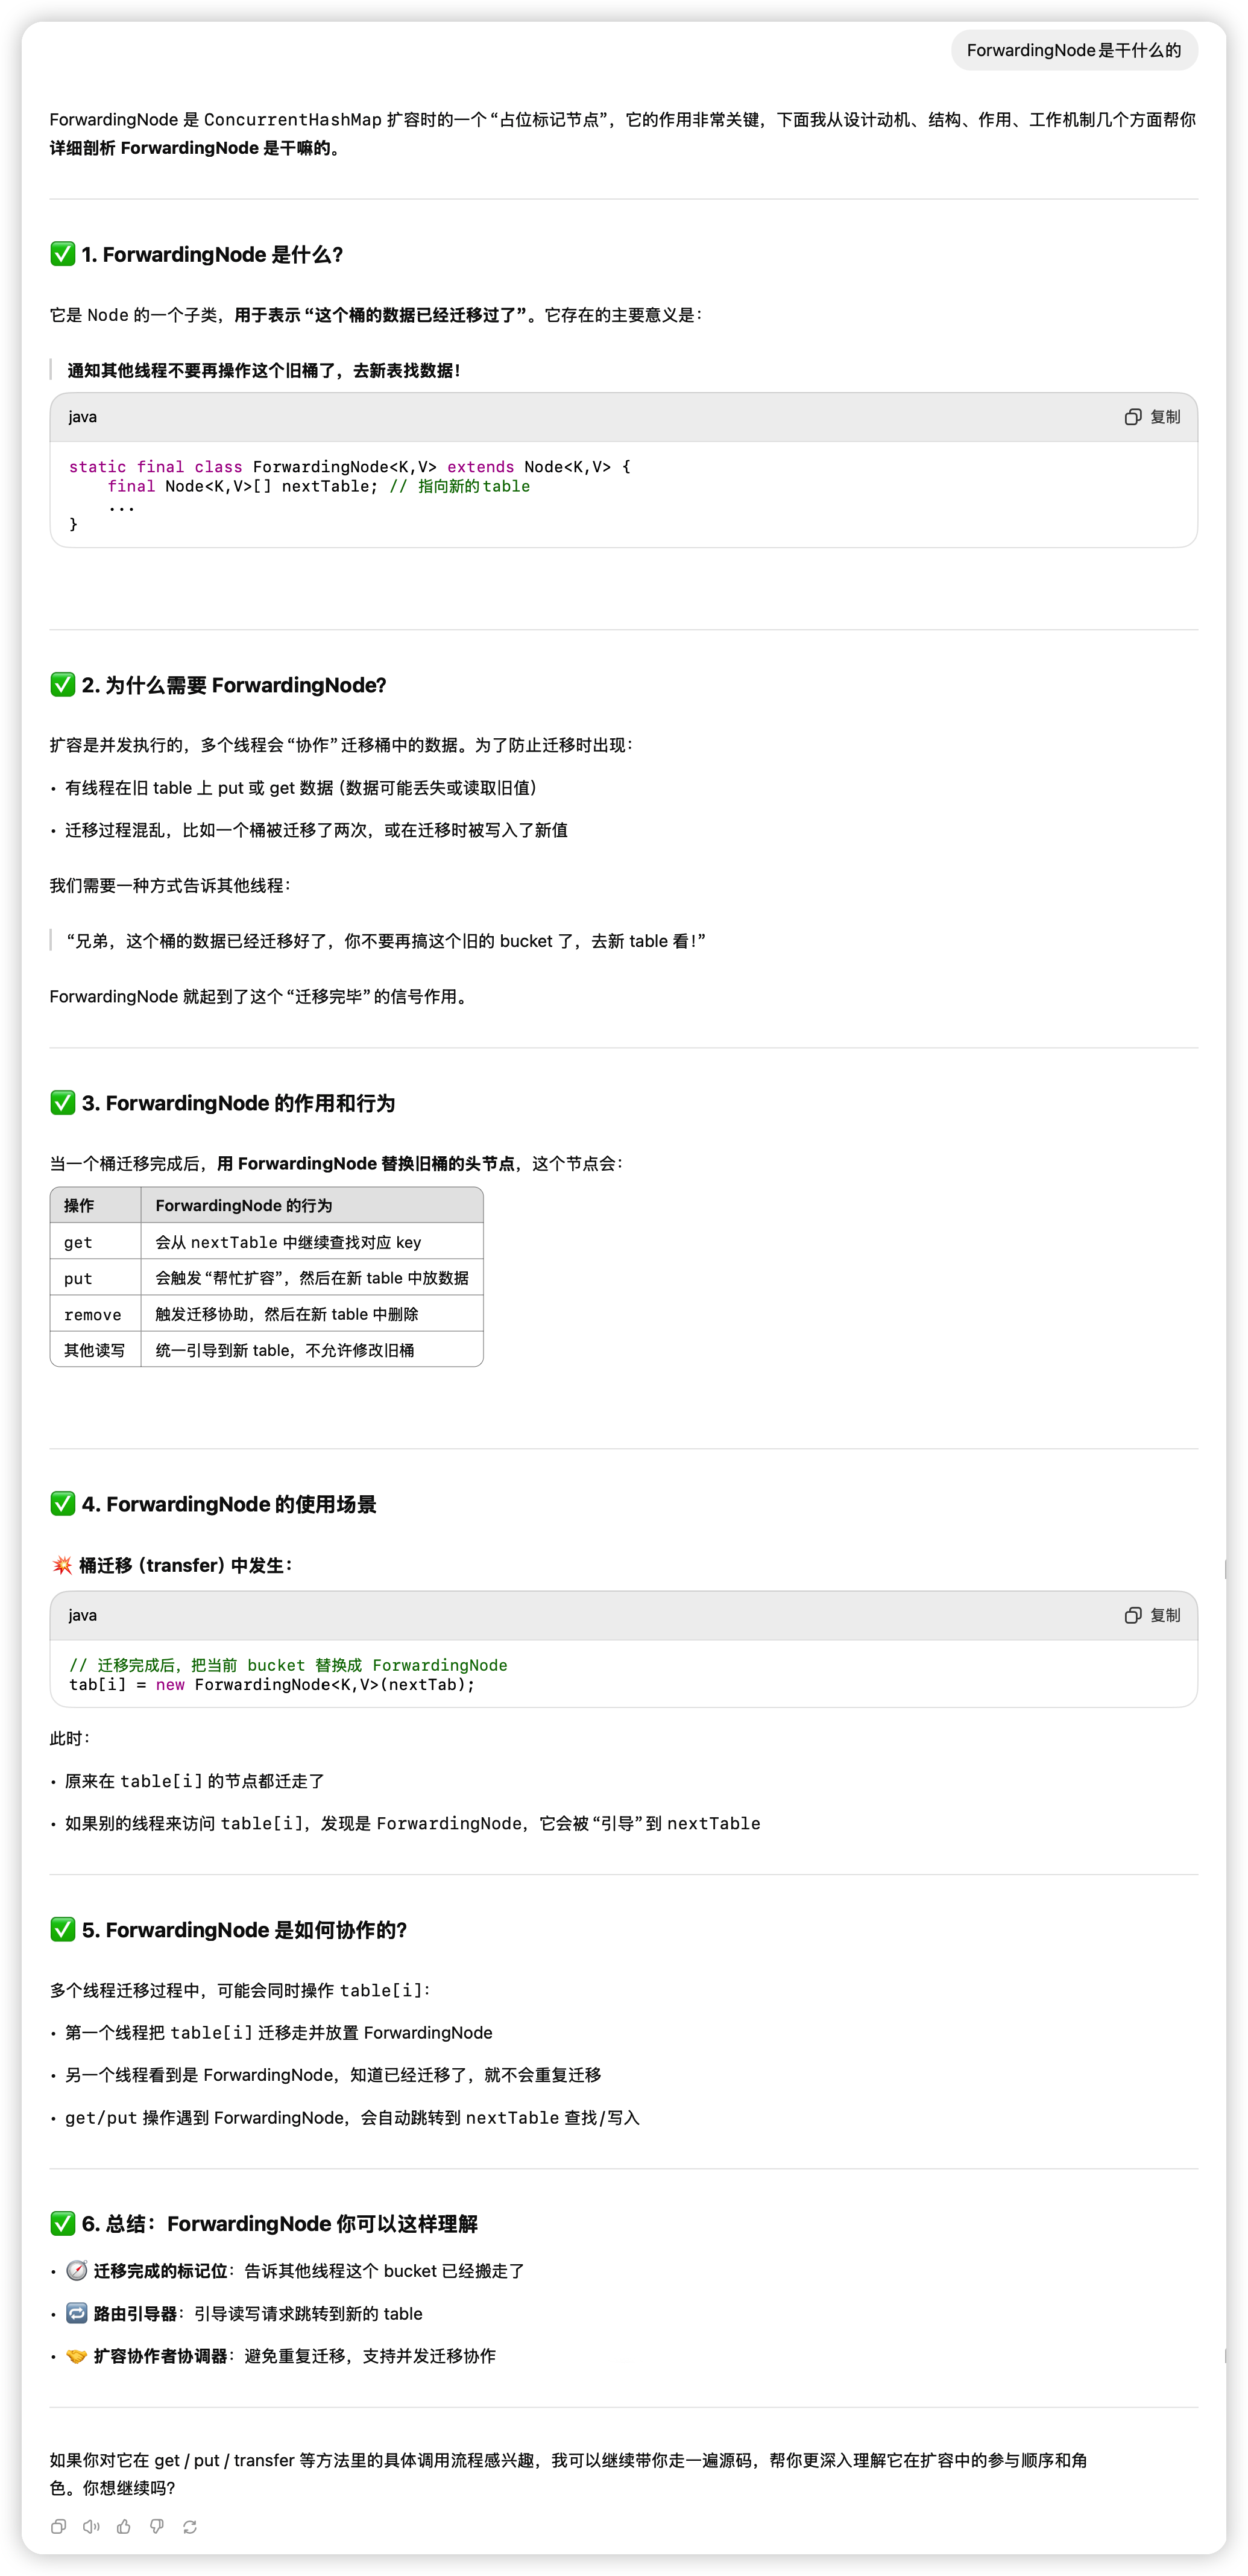 ForwardingNode是干什么的
ForwardingNode 是 ConcurrentHashMap 扩容时的一个 “占位标记节点”，它的作用非常关键，下面我从设计动机、结构、作用、工作机制几个方面帮你
详细剖析 ForwardingNode 是干嘛的。
✅ 1. ForwardingNode 是什么？
它是 Node 的一个子类，用于表示 “这个桶的数据已经迁移过了”。它存在的主要意义是：
通知其他线程不要再操作这个旧桶了，去新表找数据！
java
复制
static final class ForwardingNode<K,V> extends Node<K,V> {
    final Node<K,V>[] nextTable; // 指向新的table
    ...
}
✅ 2. 为什么需要 ForwardingNode?
扩容是并发执行的，多个线程会 “协作” 迁移桶中的数据。为了防止迁移时出现：
• 有线程在旧 table 上 put 或 get 数据（数据可能丢失或读取旧值）
• 迁移过程混乱，比如一个桶被迁移了两次，或在迁移时被写入了新值
我们需要一种方式告诉其他线程：
“兄弟，这个桶的数据已经迁移好了，你不要再搞这个旧的 bucket 了，去新 table 看！”
ForwardingNode 就起到了这个 “迁移完毕” 的信号作用。
✅ 3. ForwardingNode 的作用和行为
当一个桶迁移完成后，用 ForwardingNode 替换旧桶的头节点，这个节点会：
操作 ForwardingNode 的行为
get 会从 nextTable 中继续查找对应 key
put 会触发 “帮忙扩容”，然后在新 table 中放数据
remove 触发迁移协助，然后在新 table 中删除
其他读写 统一引导到新 table，不允许修改旧桶
✅ 4. ForwardingNode 的使用场景
💥 桶迁移（transfer）中发生：
java
复制
// 迁移完成后，把当前 bucket 替换成 ForwardingNode
tab[i] = new ForwardingNode<K,V>(nextTab);
此时：
• 原来在 table[i] 的节点都迁走了
• 如果别的线程来访问 table[i]，发现是 ForwardingNode，它会被 “引导” 到 nextTable
✅ 5. ForwardingNode 是如何协作的？
多个线程迁移过程中，可能会同时操作 table[i]：
• 第一个线程把 table[i] 迁移走并放置 ForwardingNode
• 另一个线程看到是 ForwardingNode，知道已经迁移了，就不会重复迁移
• get/put 操作遇到 ForwardingNode，会自动跳转到 nextTable 查找/写入
✅ 6. 总结：ForwardingNode 你可以这样理解
• 🧭 迁移完成的标记位：告诉其他线程这个 bucket 已经搬走了
• 🔁 路由引导器：引导读写请求跳转到新的 table
• 🤝 扩容协作者协调器：避免重复迁移，支持并发迁移协作
如果你对它在 get / put / transfer 等方法里的具体调用流程感兴趣，我可以继续带你走一遍源码，帮你更深入理解它在扩容中的参与顺序和角
色。你想继续吗？